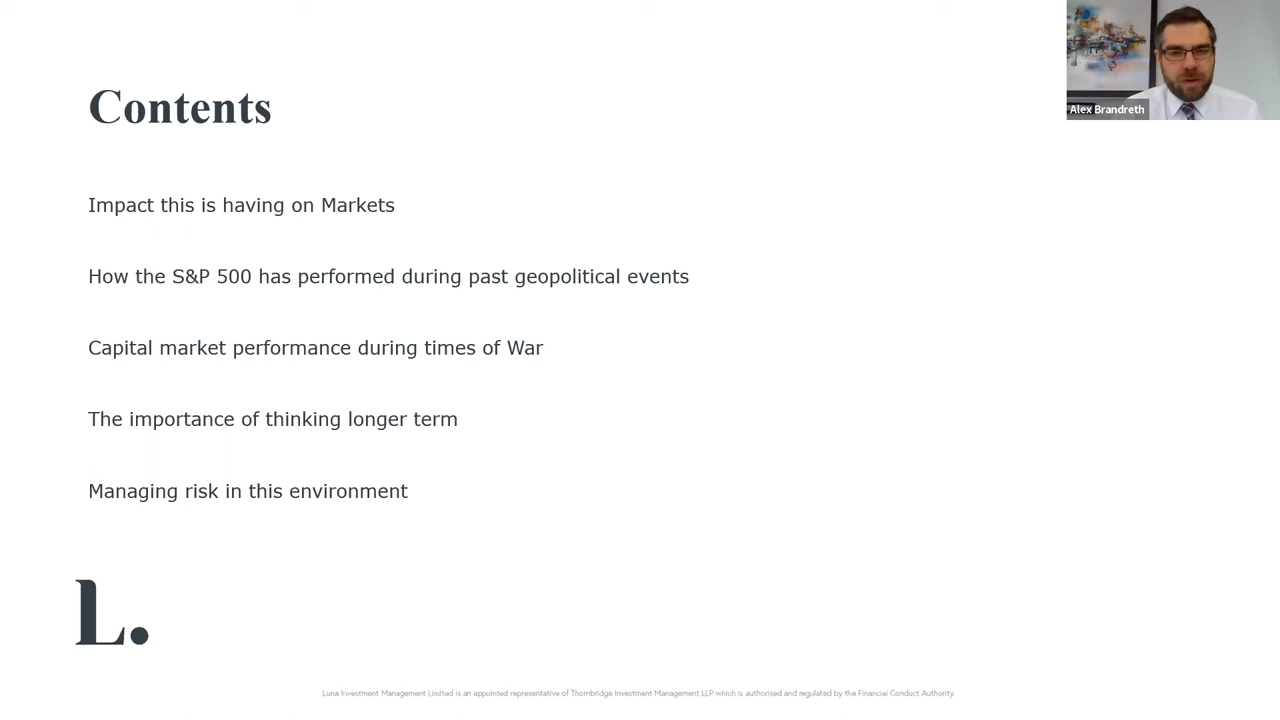 Contents
Alex Brandreth
Impact this is having on Markets
How the S&P 500 has performed during past geopolitical events
Capital market performance during times of War
The importance of thinking longer term
Managing risk in this environment
L.
Luna Investment Management Limited is an appointed representative of Thornbridge Investment Management LLP which is authorised and regulated by the Financial Conduct Authority.